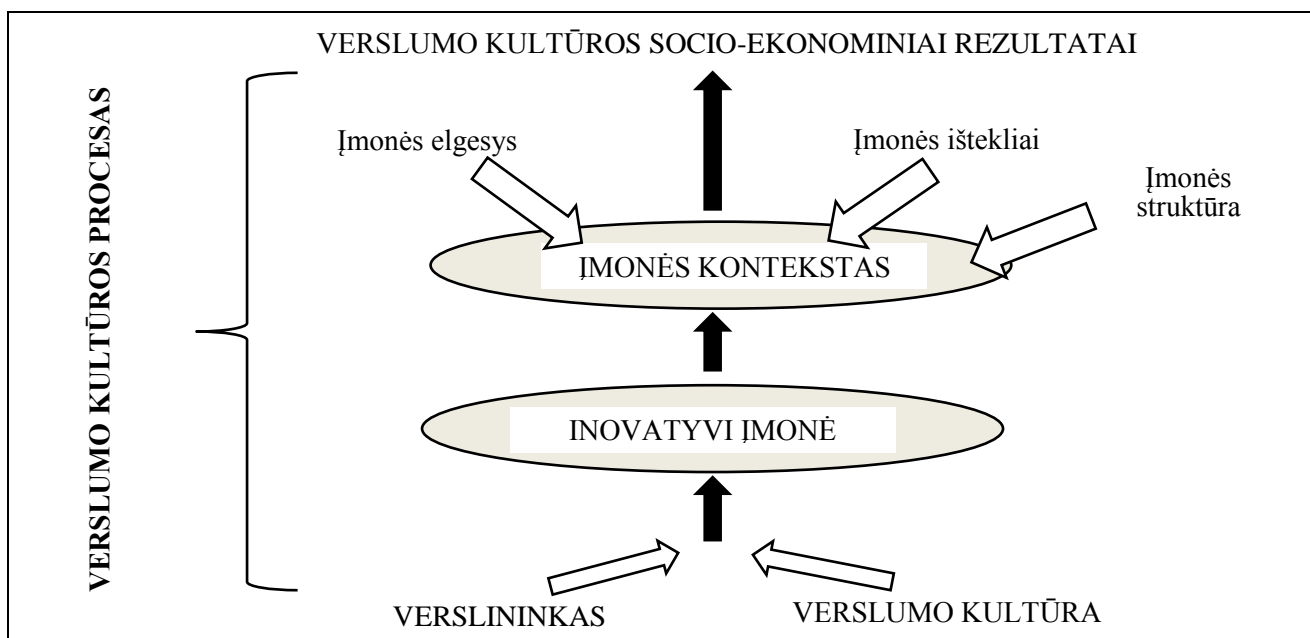 VERSLUMO KULTŪROS SOCIO-EKONOMINIAI REZULTATAI
VERSLUMO KULTŪROS PROCESAS
Įmonės elgesys
Įmonės ištekliai
Įmonės
struktūra
ĮMONĖS KONTEKSTAS
INOVATYVI ĮMONĖ
VERSLININKAS
VERSLUMO KULTŪRA